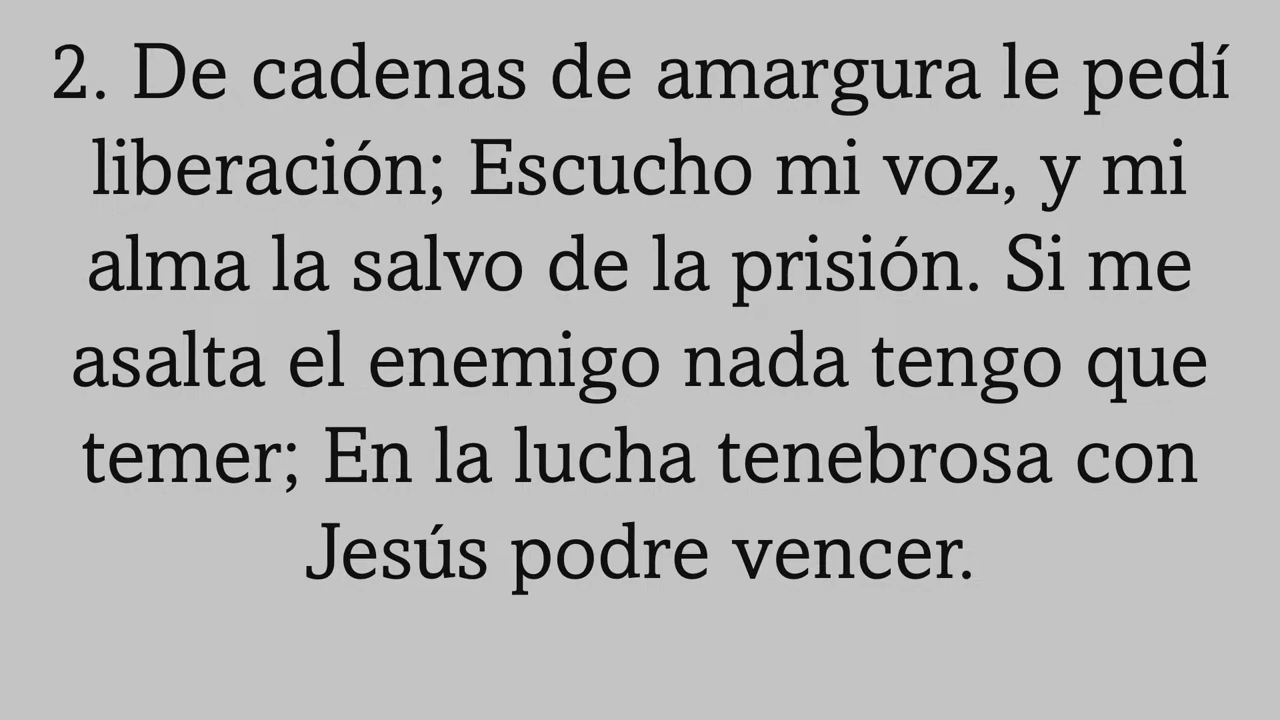 2. De cadenas de amargura le pedí
liberación; Escucho mi voz, y mi
alma la salvo de la prisión. Si me
asalta el enemigo nada tengo que
temer; En la lucha tenebrosa con
Jesús podre vencer.